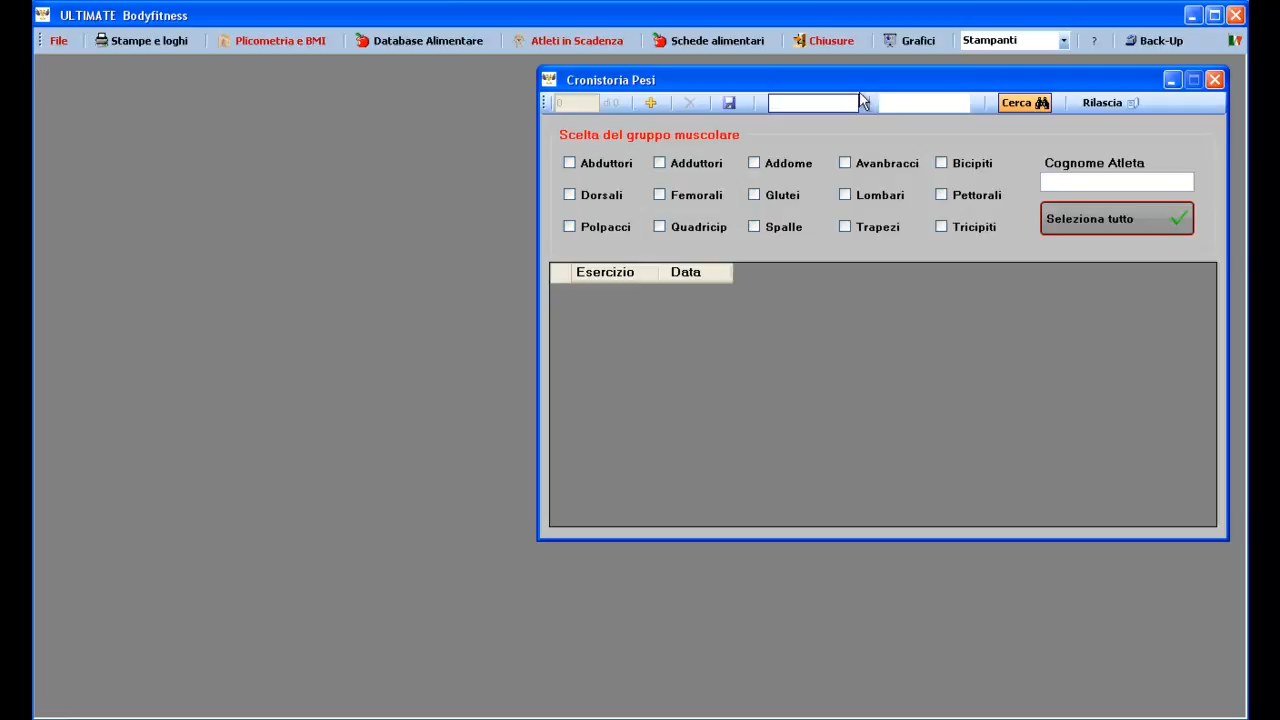 ULTIMATE Bodyfitness
File Stampe e loghi Plicometria e BMI Database Alimentare Atleti in Scadenza Schede alimentari Chiusure Grafici Stampanti ? Back-Up
Cronistoria Pesi
0 di 0 Cerca Rilascia
Scelta del gruppo muscolare
Abduttori Adduttori Addome Avanbracci Bicipiti Cognome Atleta
Dorsali Femorali Glutei Lombari Pettorali
Seleziona tutto
Polpacci Quadricip Spalle Trapezi Tricipiti
Esercizio Data